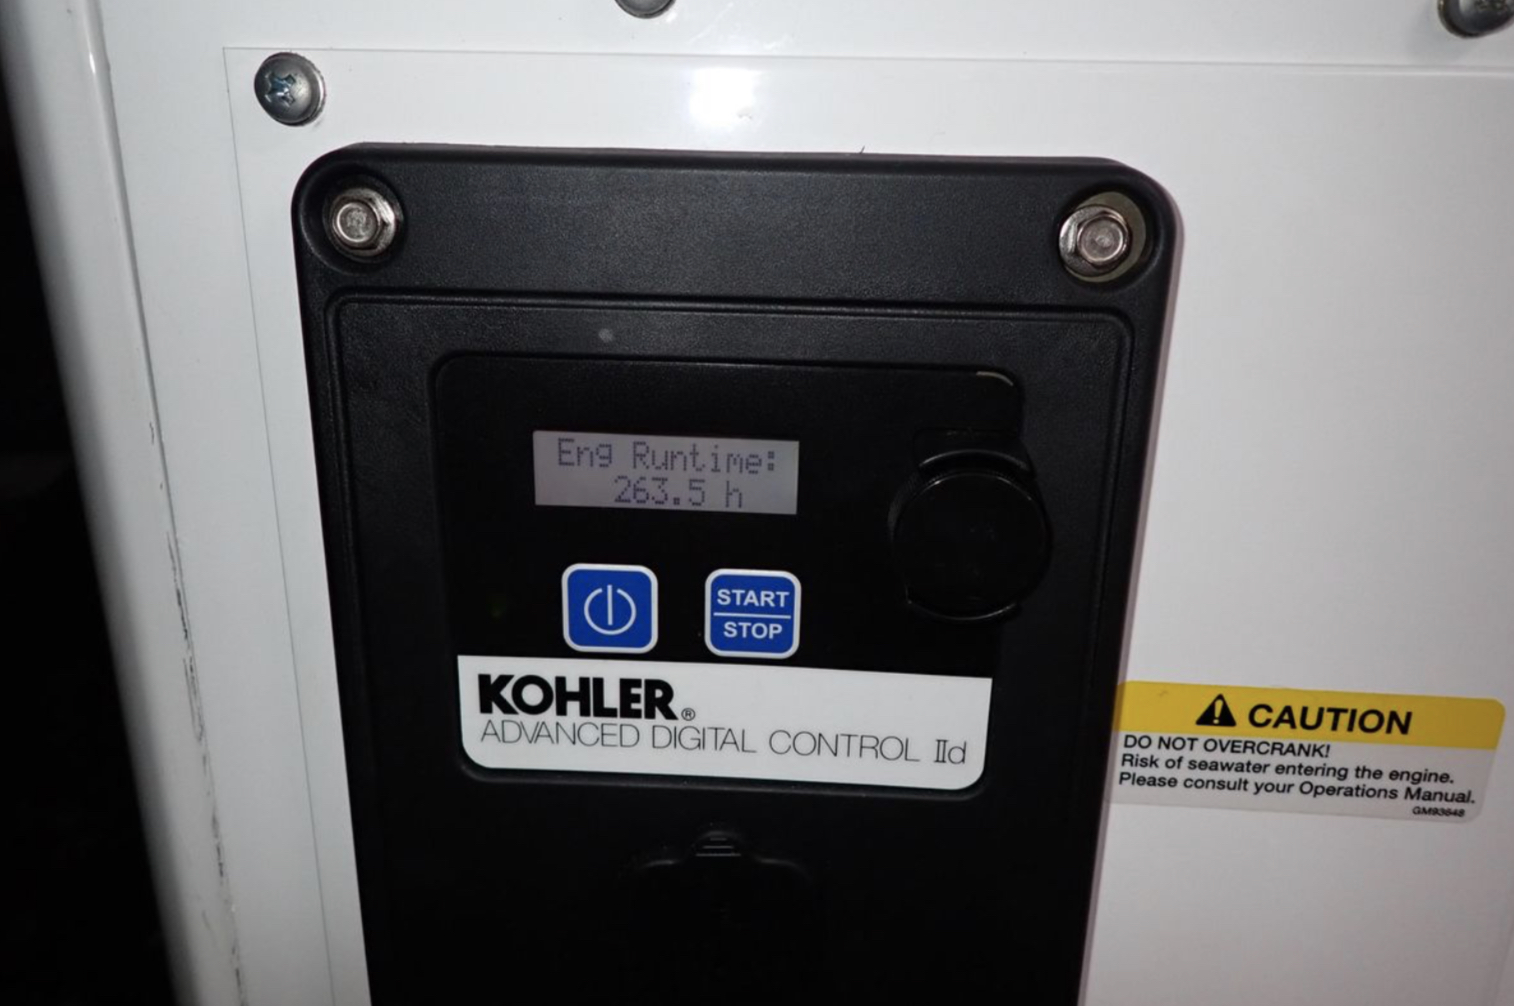 Eng Runtime:
263.5 h
START
STOP
KOHLER®
ADVANCED DIGITAL CONTROL IId
CAUTION
DO NOT OVERCRANK!
Risk of seawater entering the engine.
Please consult your Operations Manual.
GM93648